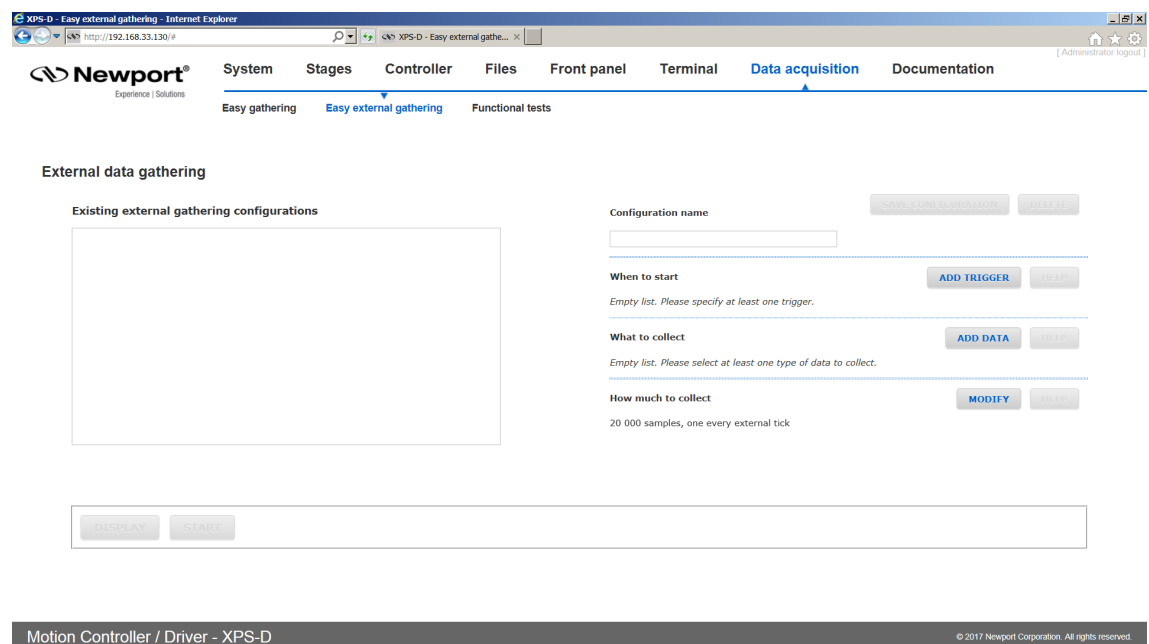 XPS-D - Easy external gathering - Internet Explorer
http://192.168.33.130/#
XPS-D - Easy external gathe...
[ Administrator logout ]
Newport®
Experience | Solutions
System Stages Controller Files Front panel Terminal Data acquisition Documentation
Easy gathering Easy external gathering Functional tests
External data gathering
Existing external gathering configurations
Configuration name
SAVE CONFIGURATION DELETE
When to start
ADD TRIGGER HELP
Empty list. Please specify at least one trigger.
What to collect
ADD DATA HELP
Empty list. Please select at least one type of data to collect.
How much to collect
MODIFY HELP
20 000 samples, one every external tick
DISPLAY START
Motion Controller / Driver - XPS-D
© 2017 Newport Corporation. All rights reserved.